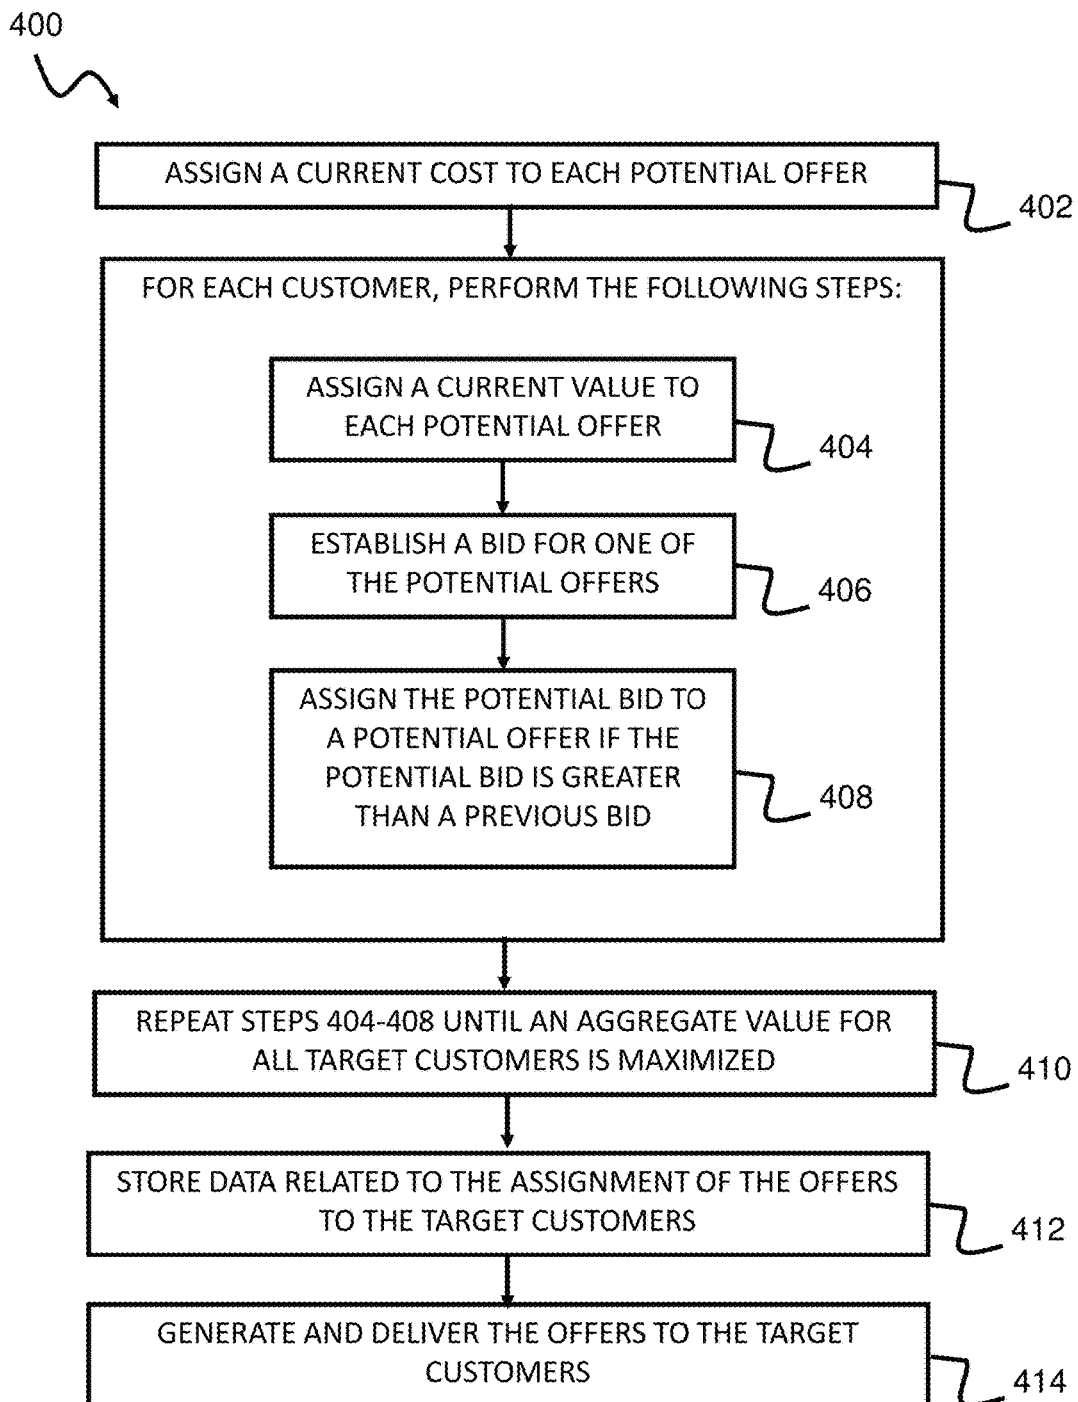 400
ASSIGN A CURRENT COST TO EACH POTENTIAL OFFER
402
FOR EACH CUSTOMER, PERFORM THE FOLLOWING STEPS:
ASSIGN A CURRENT VALUE TO
EACH POTENTIAL OFFER
404
ESTABLISH A BID FOR ONE OF
THE POTENTIAL OFFERS
406
ASSIGN THE POTENTIAL BID TO
A POTENTIAL OFFER IF THE
POTENTIAL BID IS GREATER
THAN A PREVIOUS BID
408
REPEAT STEPS 404-408 UNTIL AN AGGREGATE VALUE FOR
ALL TARGET CUSTOMERS IS MAXIMIZED
410
STORE DATA RELATED TO THE ASSIGNMENT OF THE OFFERS
TO THE TARGET CUSTOMERS
412
GENERATE AND DELIVER THE OFFERS TO THE TARGET
CUSTOMERS
414